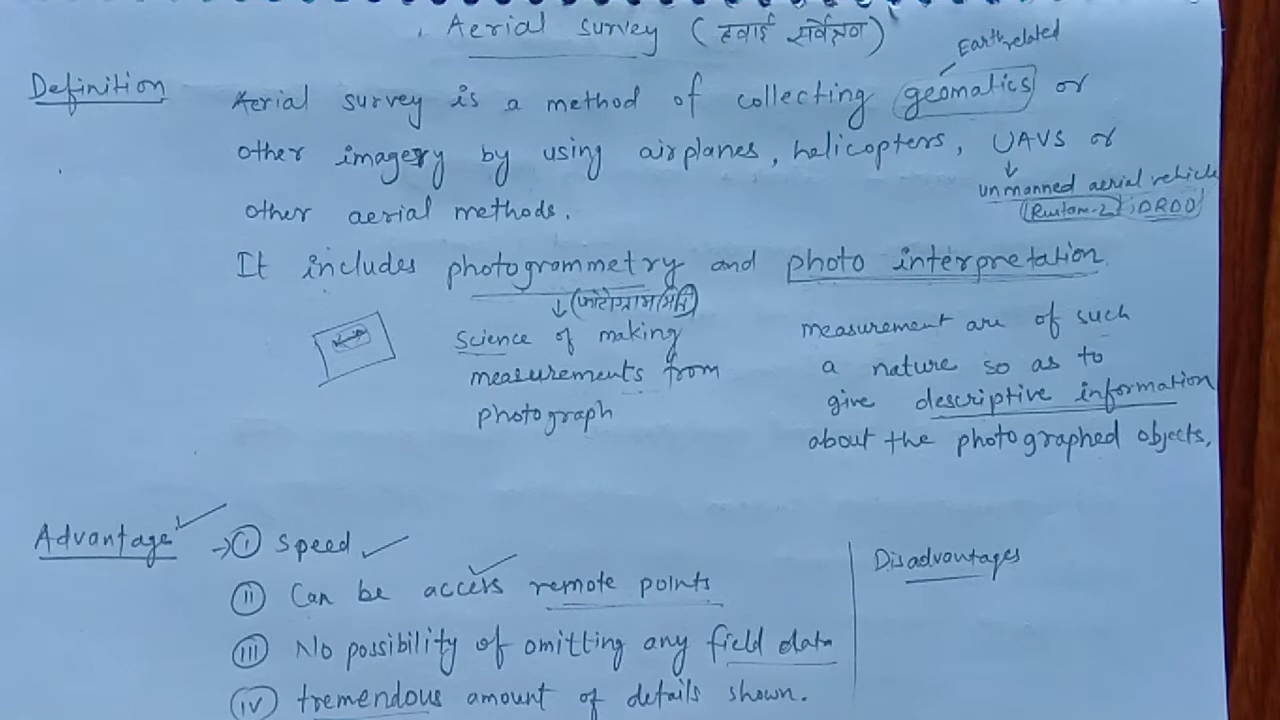 Aerial survey (हवाई सर्वेक्षण)
Earth related
Definition
Aerial survey is a method of collecting geomatics or
other imagery by using airplanes, helicopters, UAVS or
unmanned aerial vehicle
other aerial methods.
(Rustom-2), DRDO
It includes photogrammetry and photo interpretation.
(फोटोग्राममिति)
Science of making
measurements from
photograph
measurement are of such
a nature so as to
give descriptive information
about the photographed objects,
Advantage
(I) Speed
(II) Can be access remote points
(III) No possibility of omitting any field data
(IV) tremendous amount of details shown.
Disadvantages